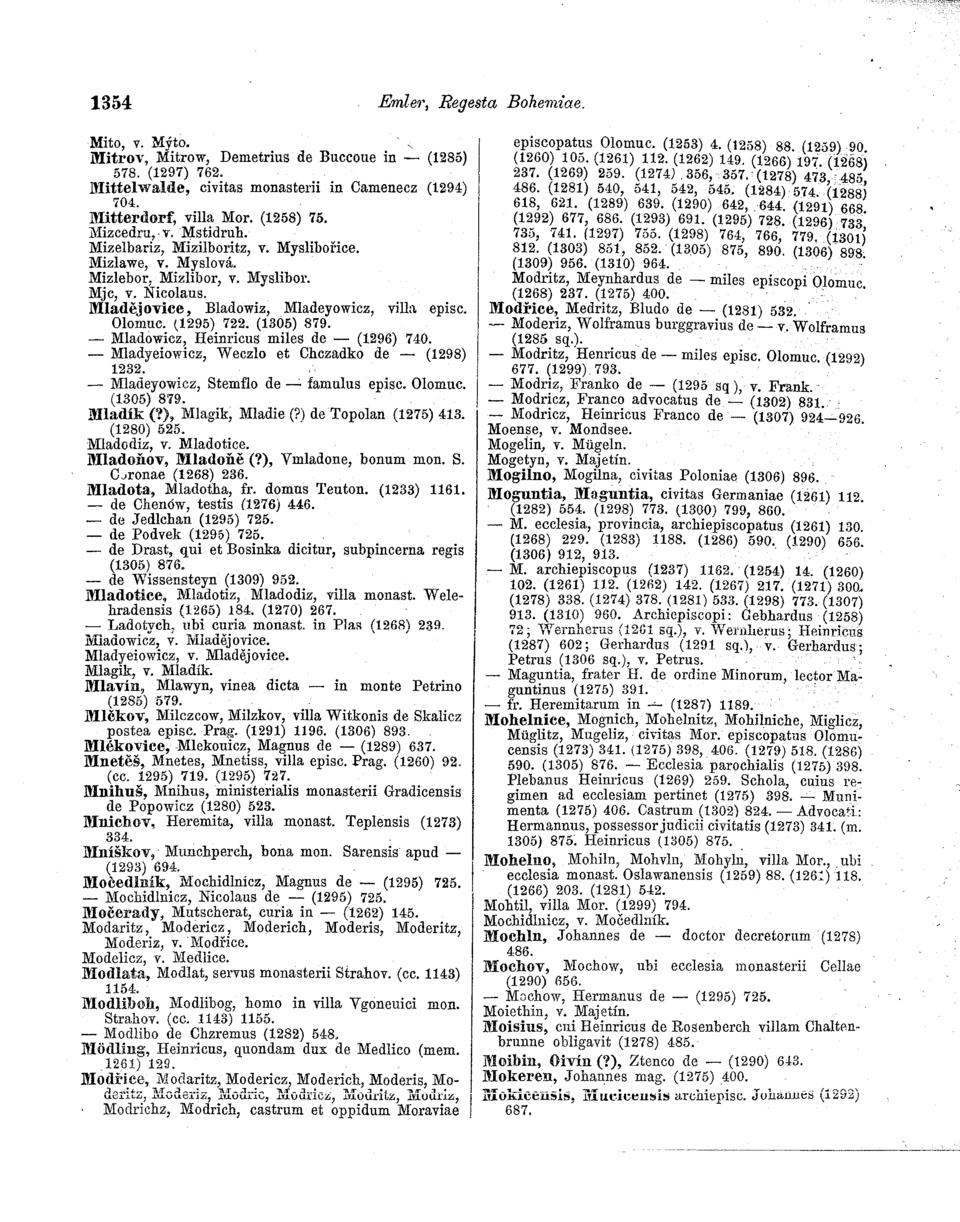 1354
Emler, Regesta Bohemiae.
Mito, v. Mýto.
Mitrov, Mitrow, Demetrius de Buccoue in — (1285)
578. (1297) 762.
Mittelwalde, civitas monasterii in Camenecz (1294)
704.
Mitterdorf, villa Mor. (1258) 75.
Mizcedru, v. Mstidruh.
Mizelbariz, Mizilboritz, v. Myslibořice.
Mizlawe, v. Myslová.
Mizlebor, Mizlibor, v. Myslibor.
Mjc, v. Nicolaus.
Mladějovice, Bladowiz, Mladeyowicz, villa episc.
Olomuc. (1295) 722. (1305) 879.
— Mladowicz, Heinricus miles de — (1296) 740.
— Mladyeiowicz, Weczlo et Chczadko de — (1298)
1232.
— Mladeyowicz, Stemflo de — famulus episc. Olomuc.
(1305) 879.
Mladík (?), Mlagik, Mladie (?) de Topolan (1275) 413.
(1280) 525.
Mladodiz, v. Mladotice.
Mladoňov, Mladoně (?), Vmladone, bonum mon. S.
Coronae (1268) 236.
Mladota, Mladotha, fr. domus Teuton. (1233) 1161.
— de Chenów, testis (1276) 446.
— de Jedlchan (1295) 725.
— de Podvek (1295) 725.
— de Drast, qui et Bosinka dicitur, subpincerna regis
(1305) 876.
— de Wissensteyn (1309) 952.
Mladotice, Mladotiz, Mladodiz, villa monast. Wele-
hradensis (1265) 184. (1270) 267.
— Ladotych, ubi curia monast. in Plas (1268) 239.
Mladowicz, v. Mladějovice.
Mladyeiowicz, v. Mladějovice.
Mlagik, v. Mladík.
Mlavín, Mlawyn, vinea dicta — in monte Petrino
(1285) 579.
Mlčkov, Milczcow, Milzkov, villa Witkonis de Skalicz
postea episc. Prag. (1291) 1196. (1306) 893.
Mlékovice, Mlekouicz, Magnus de — (1289) 637.
Mnetěš, Mnetes, Mnetiss, villa episc. Prag. (1260) 92.
(cc. 1295) 719. (1295) 727.
Mnihuš, Mnihus, ministerialis monasterii Gradicensis
de Popowicz (1280) 523.
Mnichov, Heremita, villa monast. Teplensis (1273)
334.
Mníškov, Munchperch, bona mon. Sarensis apud —
(1293) 694.
Močedlník, Mochidlnicz, Magnus de — (1295) 725.
— Mochidlnicz, Nicolaus de — (1295) 725.
Močerady, Mutscherat, curia in — (1262) 145.
Modaritz, Modericz, Moderich, Moderis, Moderitz,
Moderiz, v. Modřice.
Modelicz, v. Medlice.
Modlata, Modlat, servus monasterii Strahov. (cc. 1143)
1154.
Modliboh, Modlibog, homo in villa Vgoneuici mon.
Strahov. (cc. 1143) 1155.
— Modlibo de Chzremus (1282) 548.
Mödling, Heinricus, quondam dux de Medlico (mem.
1261) 129.
Modřice, Modaritz, Modericz, Moderich, Moderis, Mo-
deritz, Moderiz, Modric, Modricz, Modritz, Modriz,
Modrichz, Modrich, castrum et oppidum Moraviae
episcopatus Olomuc. (1253) 4. (1258) 88. (1259) 90.
(1260) 105. (1261) 112. (1262) 149. (1266) 197. (1268)
237. (1269) 259. (1274) 356, 357. (1278) 473, 485,
486. (1281) 540, 541, 542, 545. (1284) 574. (1288)
618, 621. (1289) 639. (1290) 642, 644. (1291) 668.
(1292) 677, 686. (1293) 691. (1295) 728. (1296) 733,
735, 741. (1297) 755. (1298) 764, 766, 779. (1301)
812. (1303) 851, 852. (1305) 875, 890. (1306) 898.
(1309) 956. (1310) 964.
Modritz, Meynhardus de — miles episcopi Olomuc.
(1268) 237. (1275) 400.
Modřice, Medritz, Bludo de — (1281) 532.
— Moderiz, Wolframus burggravius de — v. Wolframus
(1285 sq.).
— Modritz, Henricus de — miles episc. Olomuc. (1292)
677. (1299) 793.
— Modriz, Franko de — (1295 sq), v. Frank.
— Modricz, Franco advocatus de — (1302) 831.
— Modricz, Heinricus Franco de — (1307) 924—926.
Moense, v. Mondsee.
Mogelin, v. Mügeln.
Mogetyn, v. Majetín.
Mogilno, Mogilna, civitas Poloniae (1306) 896.
Moguntia, Maguntia, civitas Germaniae (1261) 112.
(1282) 554. (1298) 773. (1300) 799, 860.
— M. ecclesia, provincia, archiepiscopatus (1261) 130.
(1268) 229. (1283) 1188. (1286) 590. (1290) 656.
(1306) 912, 913.
— M. archiepiscopus (1237) 1162. (1254) 14. (1260)
102. (1261) 112. (1262) 142. (1267) 217. (1271) 300.
(1278) 338. (1274) 378. (1281) 533. (1298) 773. (1307)
913. (1310) 960. Archiepiscopi: Gebhardus (1258)
72; Wernherus (1261 sq.), v. Wernherus; Heinricus
(1287) 602; Gerhardus (1291 sq.), v. Gerhardus;
Petrus (1306 sq.), v. Petrus.
— Maguntia, frater H. de ordine Minorum, lector Ma-
guntinus (1275) 391.
— fr. Heremitarum in — (1287) 1189.
Mohelnice, Mognich, Mohelnitz, Mohilniche, Miglicz,
Müglitz, Mugeliz, civitas Mor. episcopatus Olomu-
censis (1273) 341. (1275) 398, 406. (1279) 518. (1286)
590. (1305) 876. — Ecclesia parochialis (1275) 398.
Plebanus Heinricus (1269) 259. Schola, cuius re-
gimen ad ecclesiam pertinet (1275) 398. — Muni-
menta (1275) 406. Castrum (1302) 824. — Advocati:
Hermannus, possessor judicii civitatis (1273) 341. (m.
1305) 875. Heinricus (1305) 875.
Mohelno, Mohiln, Mohvln, Mohyln, villa Mor., ubi
ecclesia monast. Oslawanensis (1259) 88. (1261) 118.
(1266) 203. (1281) 542.
Mohtil, villa Mor. (1299) 794.
Mochidlnicz, v. Močedlník.
Mochln, Johannes de — doctor decretorum (1278)
486.
Mochov, Mochow, ubi ecclesia monasterii Cellae
(1290) 656.
— Mochow, Hermanus de — (1295) 725.
Moiethin, v. Majetín.
Moisius, cui Heinricus de Rosenberch villam Chalten-
brunne obligavit (1278) 485.
Moibin, Oivín (?), Ztenco de — (1290) 643.
Mokeren, Johannes mag. (1275) 400.
Mokicensis, Mucicensis archiepisc. Johannes (1292)
687.